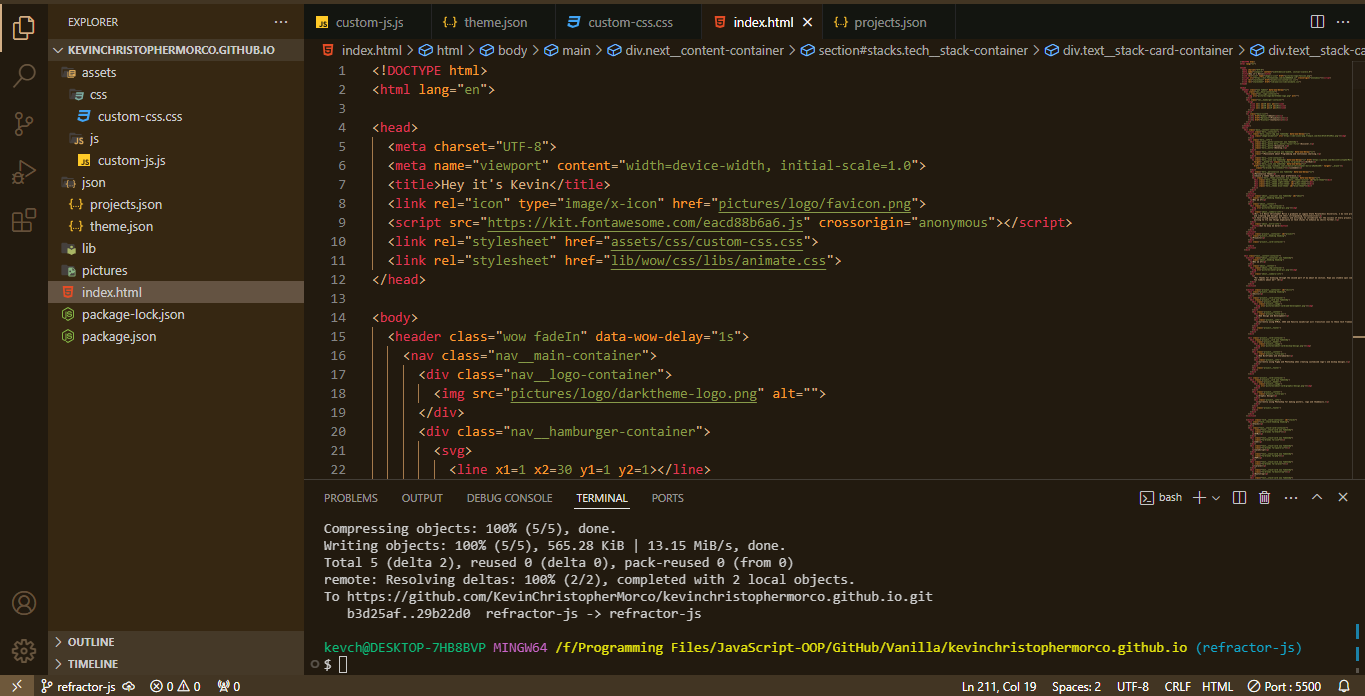 EXPLORER
KEVINCHRISTOPHERMORCO.GITHUB.IO
assets
css
custom-css.css
js
custom-js.js
json
projects.json
theme.json
lib
pictures
index.html
package-lock.json
package.json
OUTLINE
TIMELINE
custom-js.js theme.json custom-css.css index.html projects.json
index.html > html > body > main > div.next__content-container > section#stacks.tech__stack-container > div.text__stack-card-container > div.text__stack-ca
1 <!DOCTYPE html>
2 <html lang="en">
3
4 <head>
5 <meta charset="UTF-8">
6 <meta name="viewport" content="width=device-width, initial-scale=1.0">
7 <title>Hey it's Kevin</title>
8 <link rel="icon" type="image/x-icon" href="pictures/logo/favicon.png">
9 <script src="https://kit.fontawesome.com/eacd88b6a6.js" crossorigin="anonymous"></script>
10 <link rel="stylesheet" href="assets/css/custom-css.css">
11 <link rel="stylesheet" href="lib/wow/css/libs/animate.css">
12 </head>
13
14 <body>
15 <header class="wow fadeIn" data-wow-delay="1s">
16 <nav class="nav__main-container">
17 <div class="nav__logo-container">
18 <img src="pictures/logo/darktheme-logo.png" alt="">
19 </div>
20 <div class="nav__hamburger-container">
21 <svg>
22 <line x1=1 x2=30 y1=1 y2=1></line>
PROBLEMS OUTPUT DEBUG CONSOLE TERMINAL PORTS bash
Compressing objects: 100% (5/5), done.
Writing objects: 100% (5/5), 565.28 KiB | 13.15 MiB/s, done.
Total 5 (delta 2), reused 0 (delta 0), pack-reused 0 (from 0)
remote: Resolving deltas: 100% (2/2), completed with 2 local objects.
To https://github.com/KevinChristopherMorco/kevinchristophermorco.github.io.git
b3d25af..29b22d0 refractor-js -> refractor-js
kevch@DESKTOP-7HB8BVP MINGW64 /f/Programming Files/JavaScript-OOP/GitHub/Vanilla/kevinchristophermorco.github.io (refractor-js)
$
refractor-js 0 0 0 Ln 211, Col 19 Spaces: 2 UTF-8 CRLF HTML Port : 5500